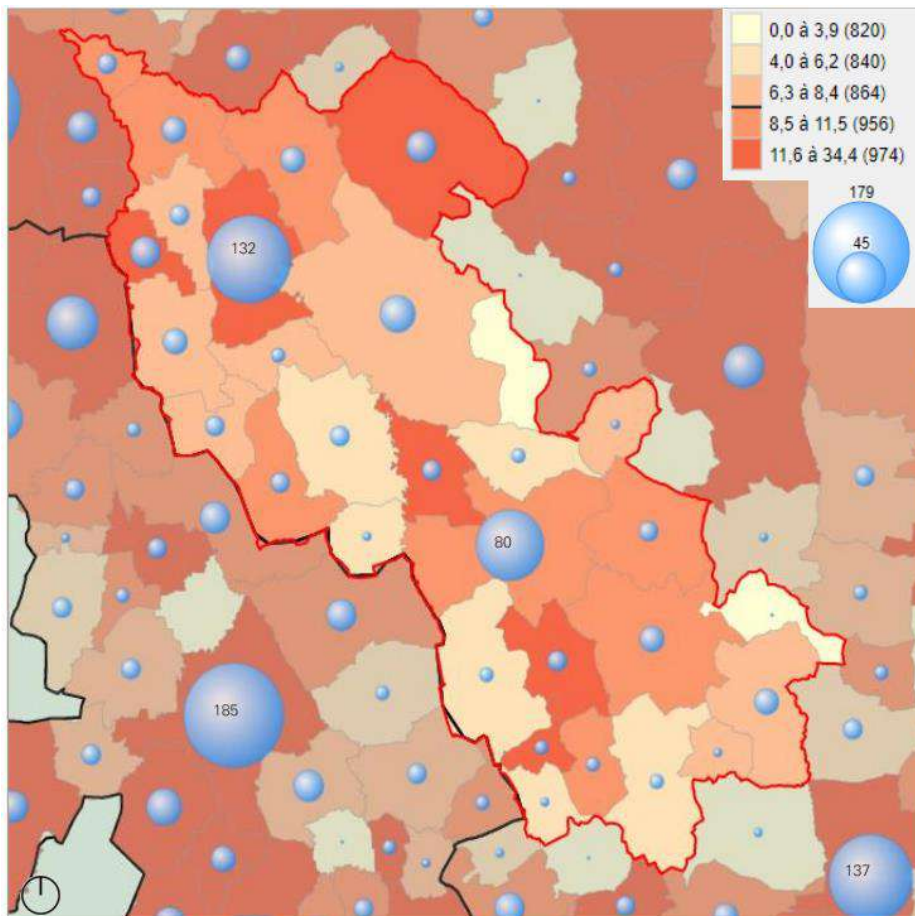 0,0 à 3,9 (820)
4,0 à 6,2 (840)
6,3 à 8,4 (864)
8,5 à 11,5 (956)
11,6 à 34,4 (974)
179
45
132
80
185
137